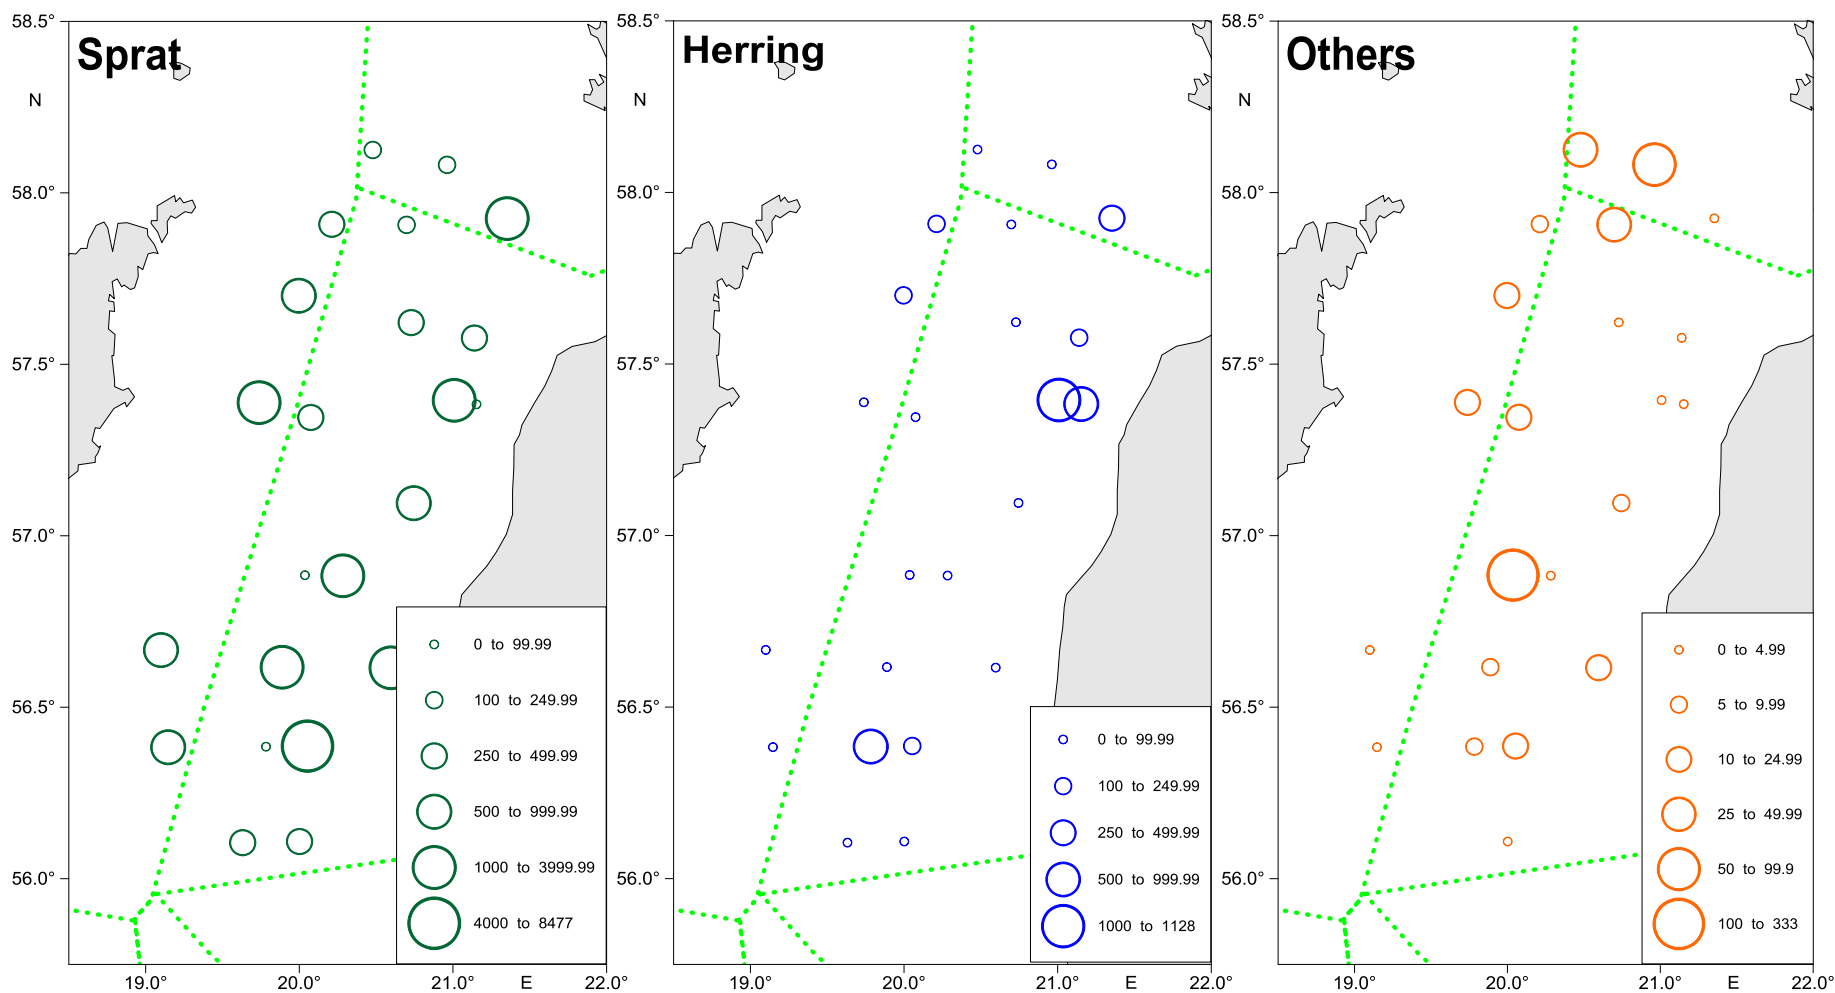 Sprat
58.5°
N
58.0°
57.5°
57.0°
56.5°
56.0°
0 to 99.99
100 to 249.99
250 to 499.99
500 to 999.99
1000 to 3999.99
4000 to 8477
19.0° 20.0° 21.0° E 22.0°
Herring
58.5°
N
58.0°
57.5°
57.0°
56.5°
56.0°
0 to 99.99
100 to 249.99
250 to 499.99
500 to 999.99
1000 to 1128
19.0° 20.0° 21.0° E 22.0°
Others
58.5°
N
58.0°
57.5°
57.0°
56.5°
56.0°
0 to 4.99
5 to 9.99
10 to 24.99
25 to 49.99
50 to 99.9
100 to 333
19.0° 20.0° 21.0° E 22.0°